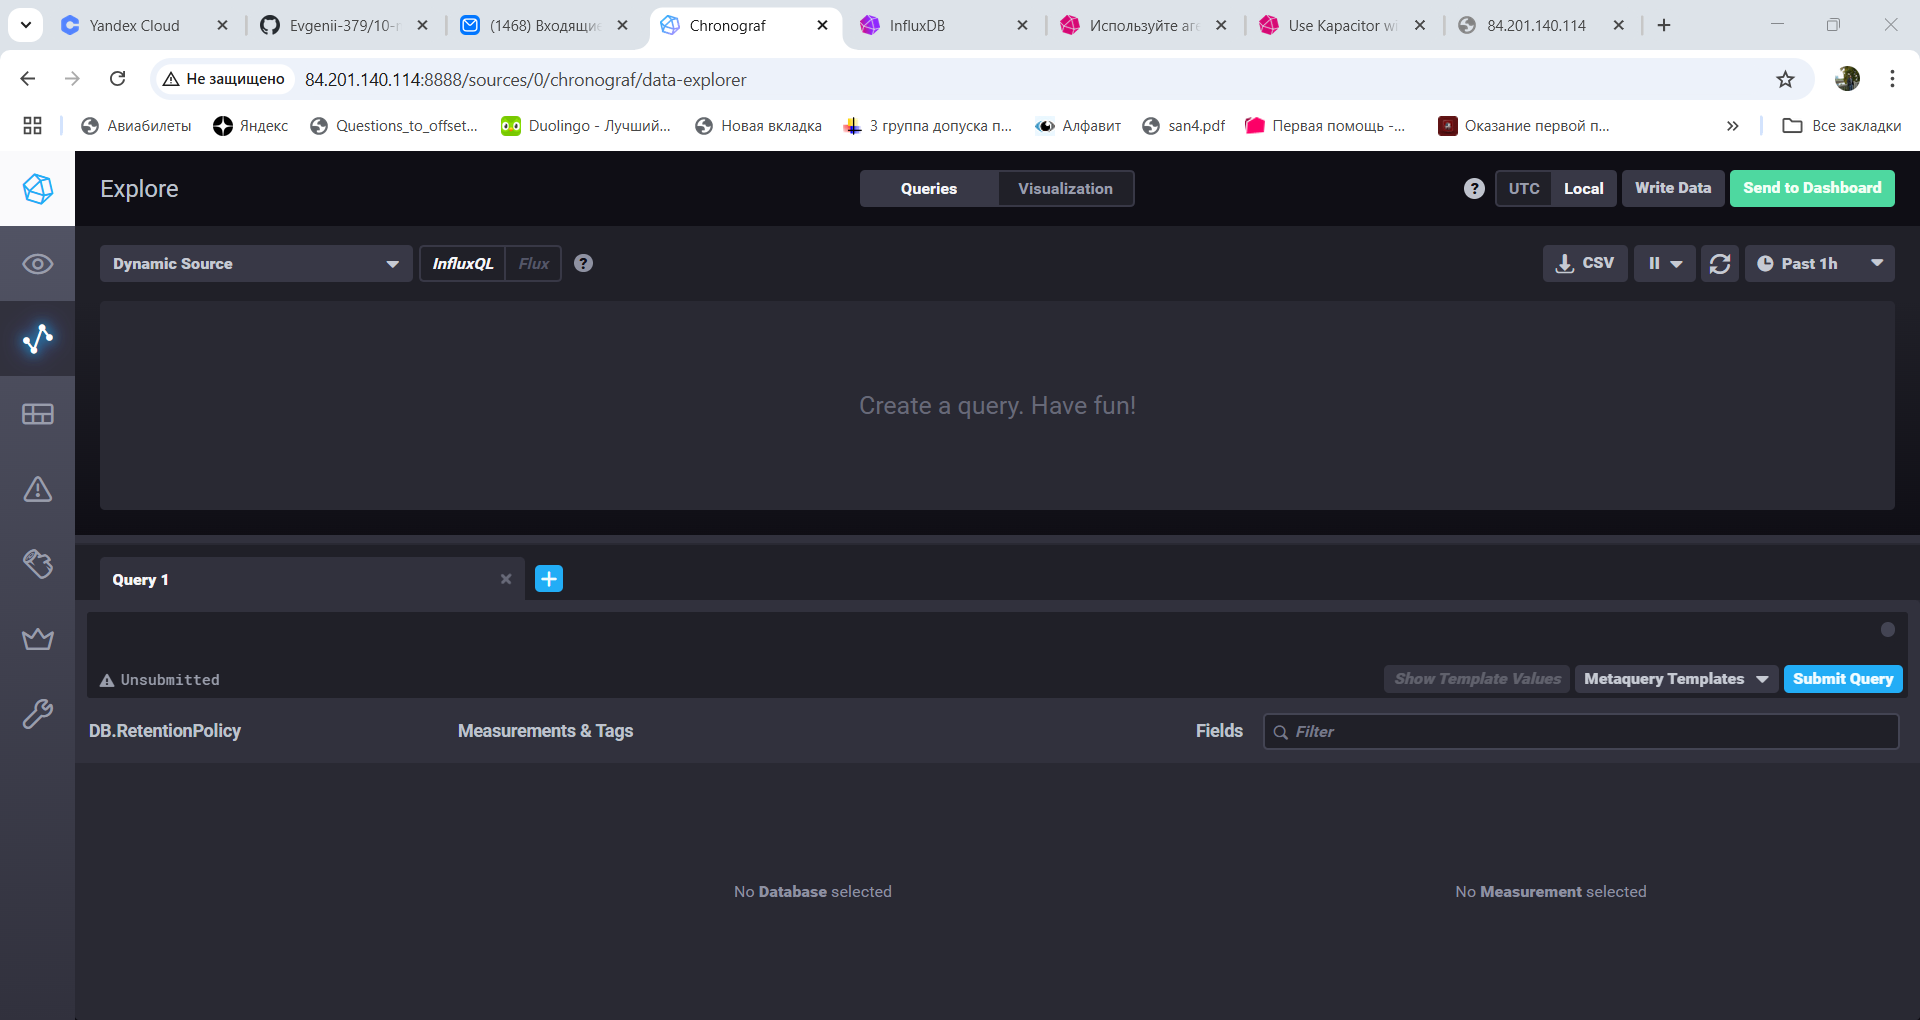 Yandex Cloud
Evgenii-379/10-r
(1468) Входящие
Chronograf
InfluxDB
Используйте аге
Use Kapacitor wi
84.201.140.114
Не защищено
84.201.140.114:8888/sources/0/chronograf/data-explorer
Авиабилеты
Яндекс
Questions_to_offset...
Duolingo - Лучший...
Новая вкладка
3 группа допуска п...
Алфавит
san4.pdf
Первая помощь -...
Оказание первой п...
»
Все закладки
Explore
Queries
Visualization
?
UTC
Local
Write Data
Send to Dashboard
Dynamic Source
InfluxQL
Flux
?
CSV
Past 1h
Create a query. Have fun!
Query 1
Unsubmitted
Show Template Values
Metaquery Templates
Submit Query
DB.RetentionPolicy
Measurements & Tags
Fields
Filter
No Database selected
No Measurement selected